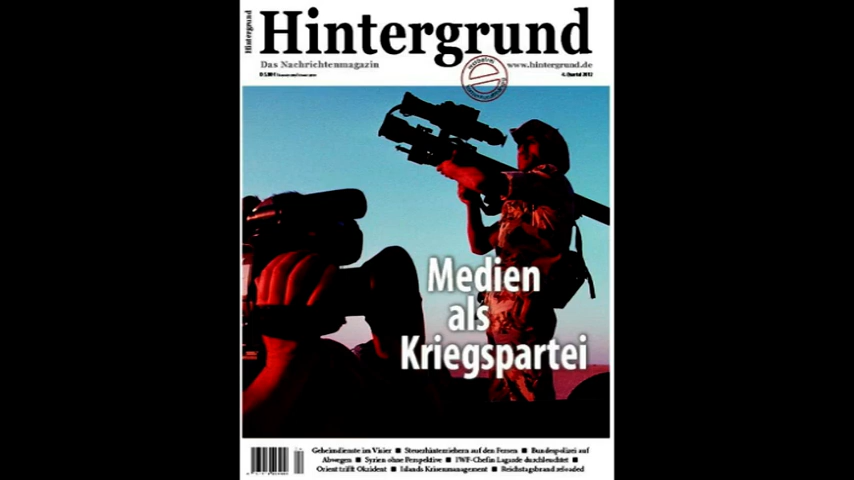 Hintergrund
Hintergrund
Das Nachrichtenmagazin
www.hintergrund.de
4. Quartal 2012
Medien
als
Kriegspartei
Geheimdienste im Visier ■ Steuerhinterziehern auf den Fersen ■ Bundespolizei auf
Abwegen ■ Syrien ohne Perspektive ■ IWF-Chefin Lagarde durchleuchtet ■
Orient trifft Okzident ■ Islands Krisenmanagement ■ Reichstagsbrand reloaded